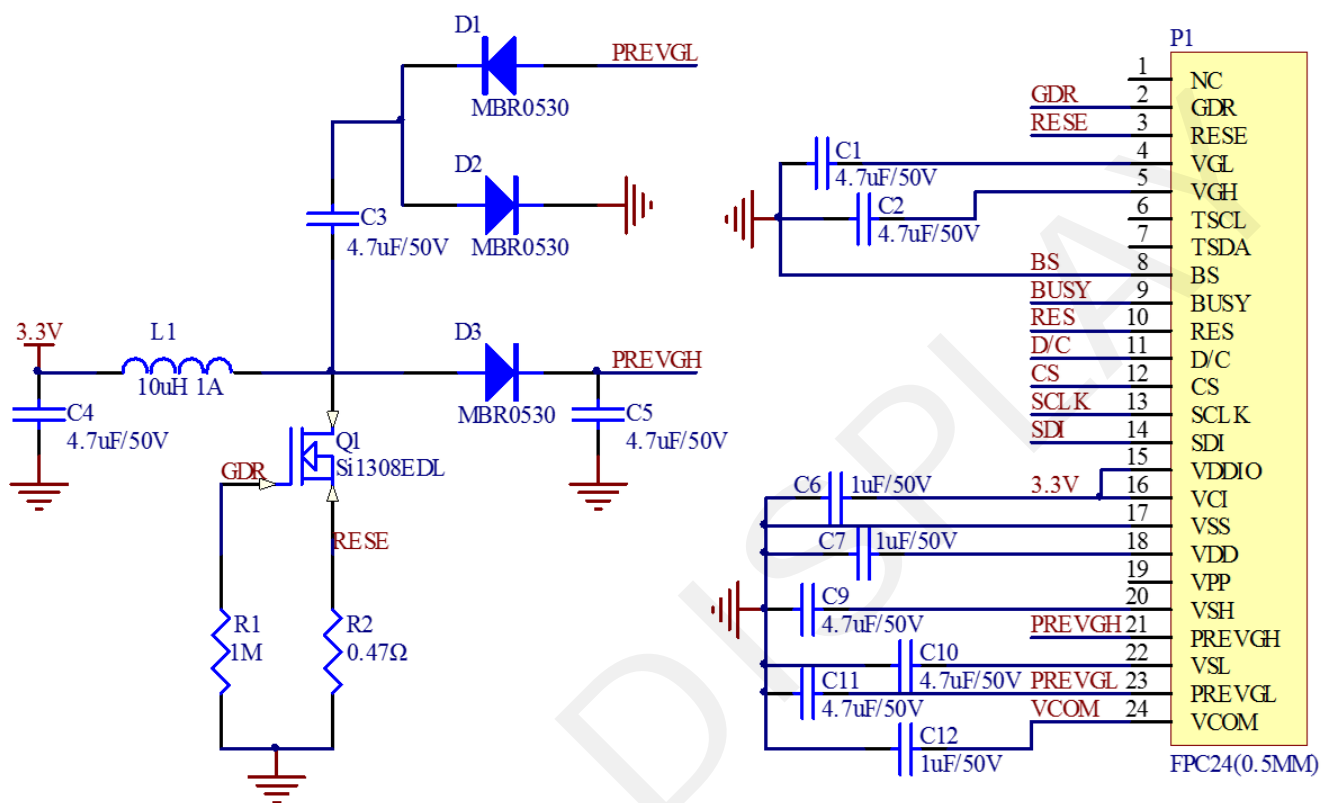 D1
PREVGL
MBR0530
D2
MBR0530
C3
4.7uF/50V
3.3V
L1
10uH 1A
D3
PREVGH
MBR0530
C4
4.7uF/50V
C5
4.7uF/50V
Q1
Si1308EDL
GDR
RESE
R1
1M
R2
0.47Ω
P1
1 NC
GDR 2 GDR
RESE 3 RESE
C1
4.7uF/50V
4 VGL
C2
4.7uF/50V
5 VGH
6 TSCL
7 TSDA
BS 8 BS
BUSY 9 BUSY
RES 10 RES
D/C 11 D/C
CS 12 CS
SCLK 13 SCLK
SDI 14 SDI
15 VDDIO
C6 1uF/50V 3.3V 16 VCI
17 VSS
C7 1uF/50V 18 VDD
19 VPP
C9
4.7uF/50V
20 VSH
PREVGH 21 PREVGH
C10
4.7uF/50V
22 VSL
C11
4.7uF/50V
PREVGL 23 PREVGL
VCOM 24 VCOM
C12
1uF/50V
FPC24(0.5MM)
DISPLAY